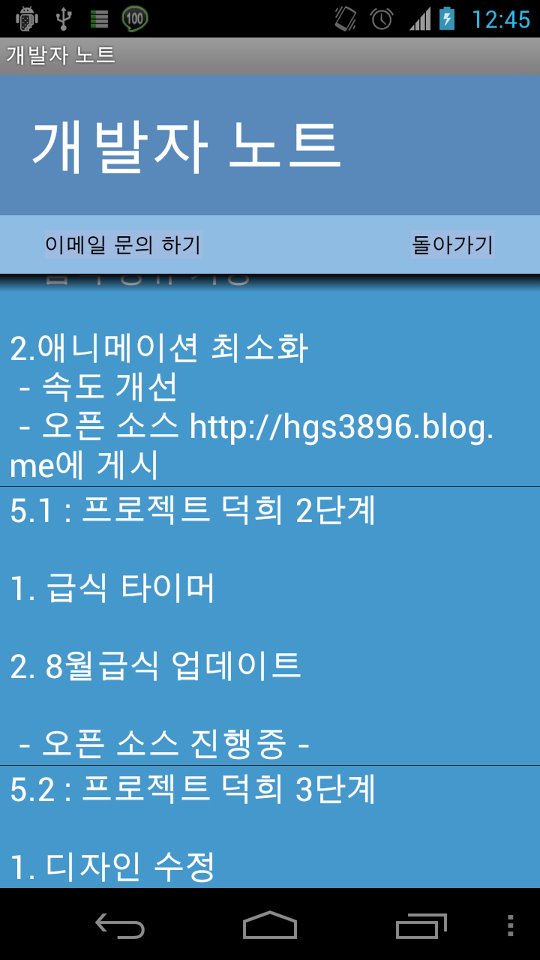 100
12:45
개발자 노트
개발자 노트
이메일 문의 하기 돌아가기
2.애니메이션 최소화
- 속도 개선
- 오픈 소스 http://hgs3896.blog.
me에 게시
5.1 : 프로젝트 덕희 2단계
1. 급식 타이머
2. 8월급식 업데이트
- 오픈 소스 진행중 -
5.2 : 프로젝트 덕희 3단계
1. 디자인 수정